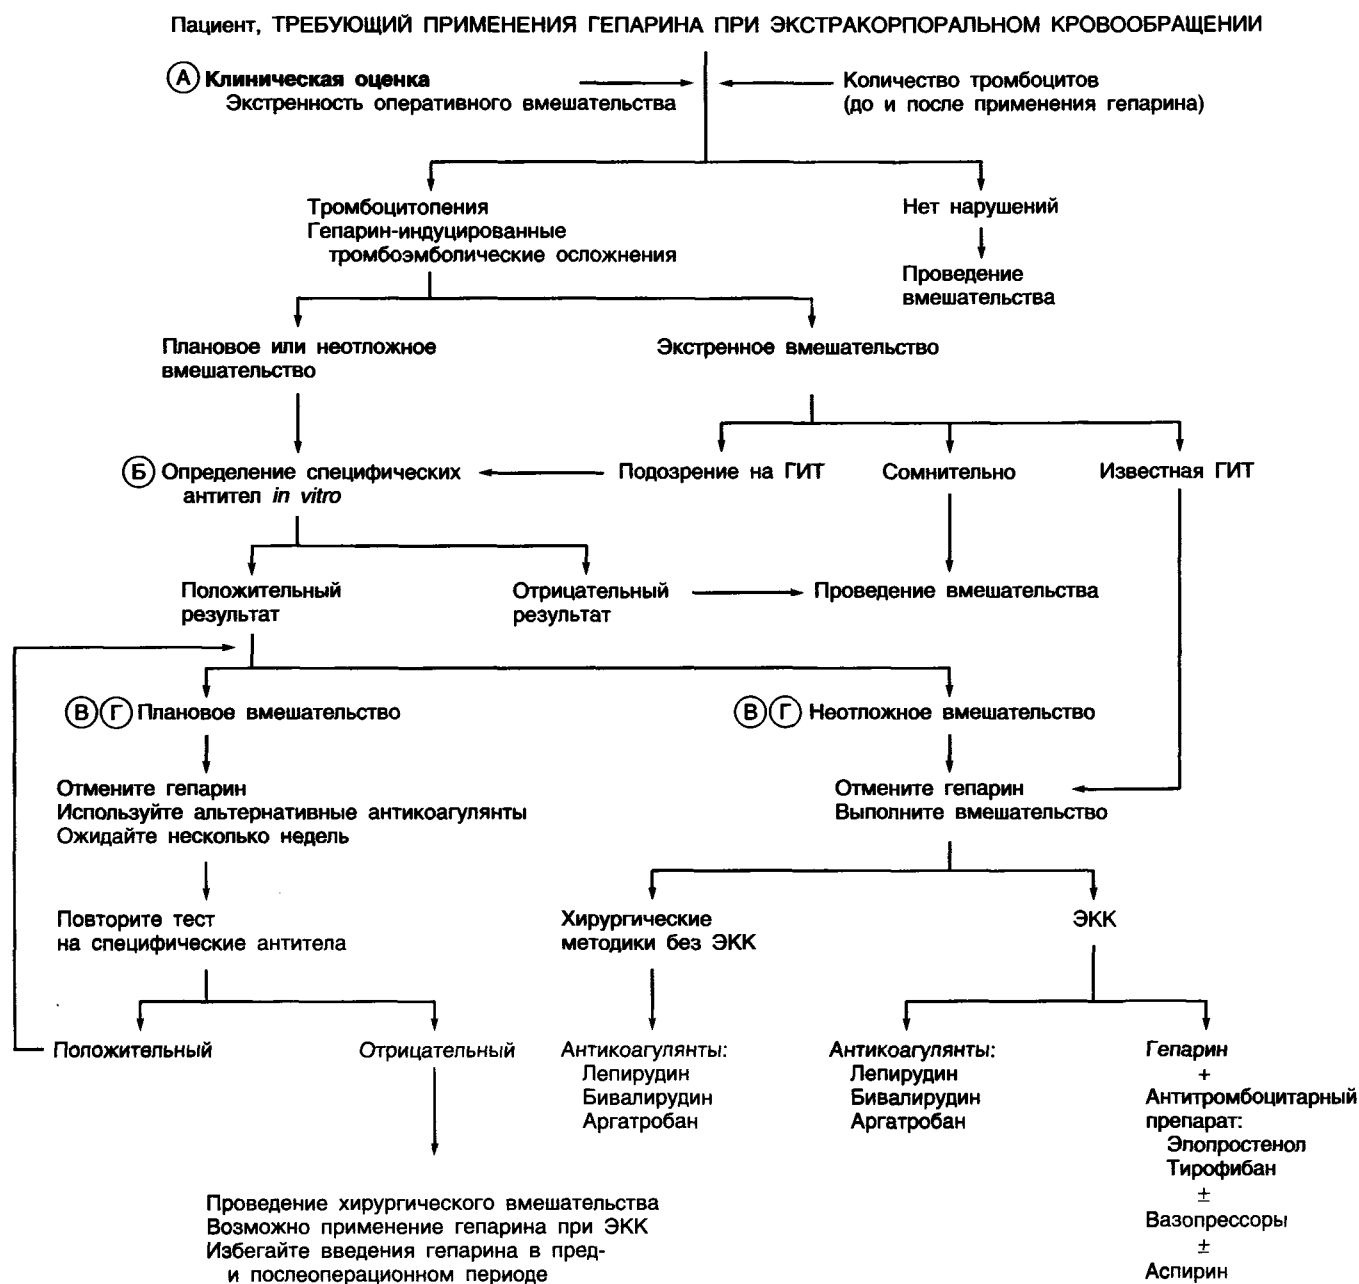 Пациент, ТРЕБУЮЩИЙ ПРИМЕНЕНИЯ ГЕПАРИНА ПРИ ЭКСТРАКОРПОРАЛЬНОМ КРОВООБРАЩЕНИИ
А Клиническая оценка
Экстренность оперативного вмешательства
Количество тромбоцитов
(до и после применения гепарина)
Тромбоцитопения
Гепарин-индуцированные
тромбоэмболические осложнения
Нет нарушений
Проведение
вмешательства
Плановое или неотложное
вмешательство
Экстренное вмешательство
Б Определение специфических
антител in vitro
Подозрение на ГИТ
Сомнительно
Известная ГИТ
Положительный
результат
Отрицательный
результат
Проведение вмешательства
В Г Плановое вмешательство
В Г Неотложное вмешательство
Отмените гепарин
Используйте альтернативные антикоагулянты
Ожидайте несколько недель
Отмените гепарин
Выполните вмешательство
Повторите тест
на специфические антитела
Хирургические
методики без ЭКК
ЭКК
Положительный
Отрицательный
Антикоагулянты:
Лепирудин
Бивалирудин
Аргатробан
Антикоагулянты:
Лепирудин
Бивалирудин
Аргатробан
Гепарин
+
Антитромбоцитарный
препарат:
Элопростенол
Тирофибан
±
Вазопрессоры
±
Аспирин
Проведение хирургического вмешательства
Возможно применение гепарина при ЭКК
Избегайте введения гепарина в пред-
и послеоперационном периоде